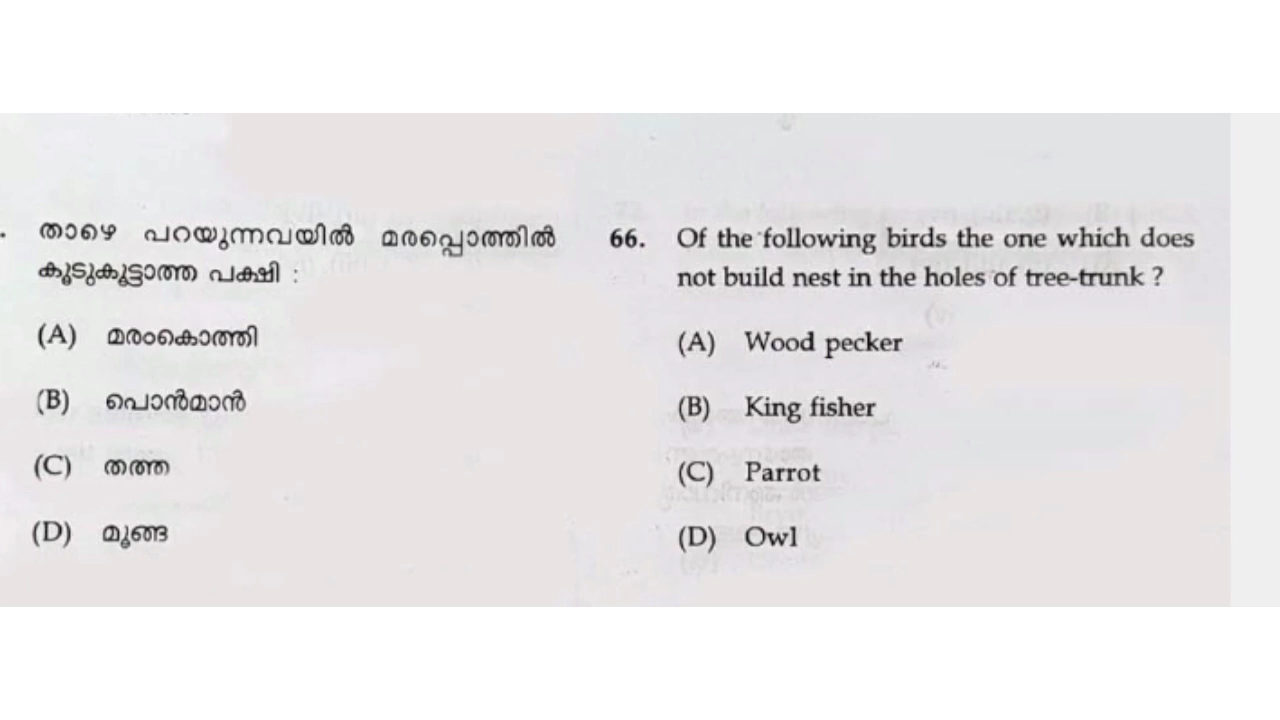 താഴെ പറയുന്നവയിൽ മരപ്പൊത്തിൽ
കൂടുകൂട്ടാത്ത പക്ഷി :
(A) മരംകൊത്തി
(B) പൊൻമാൻ
(C) തത്ത
(D) മൂങ്ങ
66. Of the following birds the one which does
not build nest in the holes of tree-trunk ?
(A) Wood pecker
(B) King fisher
(C) Parrot
(D) Owl